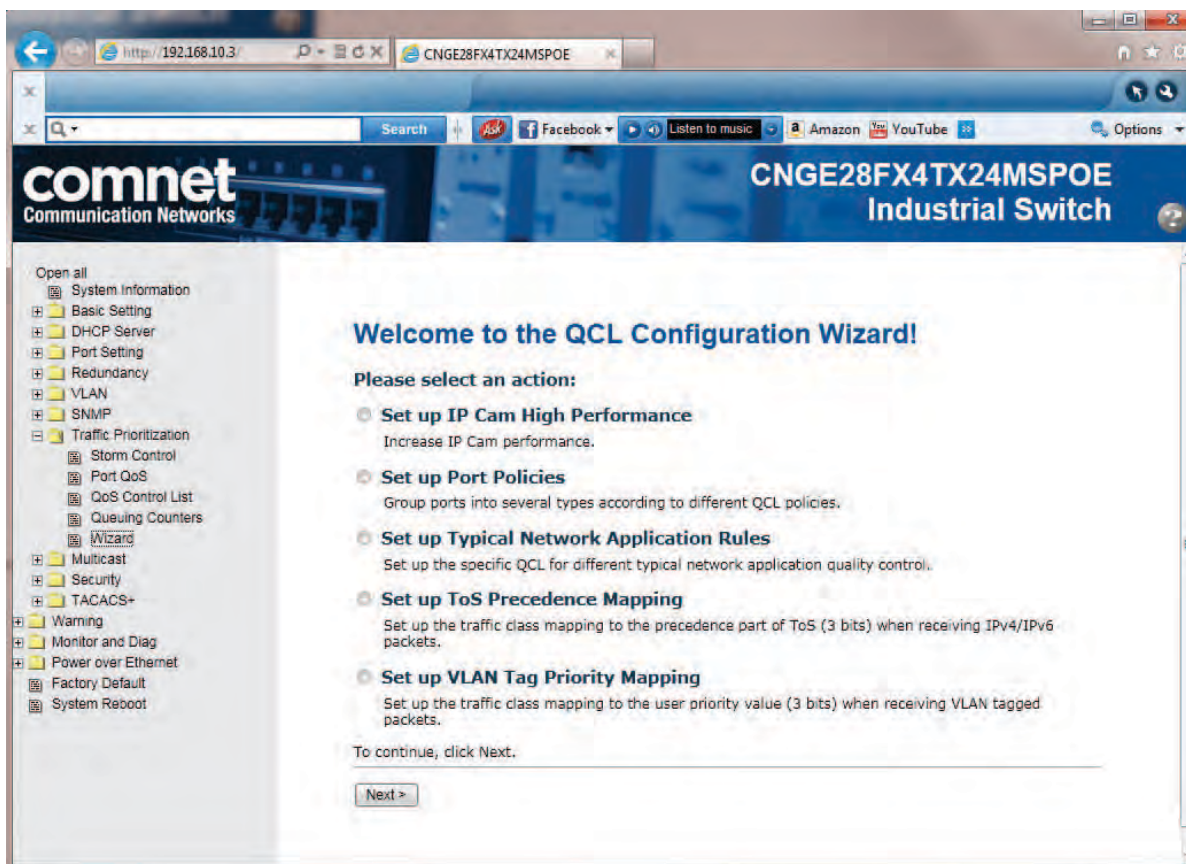 http://192.168.10.3/
CNGE28FX4TX24MSPOE
Search
Ask
Facebook
Listen to music
Amazon
YouTube
Options
comnet
Communication Networks
CNGE28FX4TX24MSPOE
Industrial Switch
Open all
System Information
Basic Setting
DHCP Server
Port Setting
Redundancy
VLAN
SNMP
Traffic Prioritization
Storm Control
Port QoS
QoS Control List
Queuing Counters
Wizard
Multicast
Security
TACACS+
Warning
Monitor and Diag
Power over Ethernet
Factory Default
System Reboot
Welcome to the QCL Configuration Wizard!
Please select an action:
Set up IP Cam High Performance
Increase IP Cam performance.
Set up Port Policies
Group ports into several types according to different QCL policies.
Set up Typical Network Application Rules
Set up the specific QCL for different typical network application quality control.
Set up ToS Precedence Mapping
Set up the traffic class mapping to the precedence part of ToS (3 bits) when receiving IPv4/IPv6
packets.
Set up VLAN Tag Priority Mapping
Set up the traffic class mapping to the user priority value (3 bits) when receiving VLAN tagged
packets.
To continue, click Next.
Next >